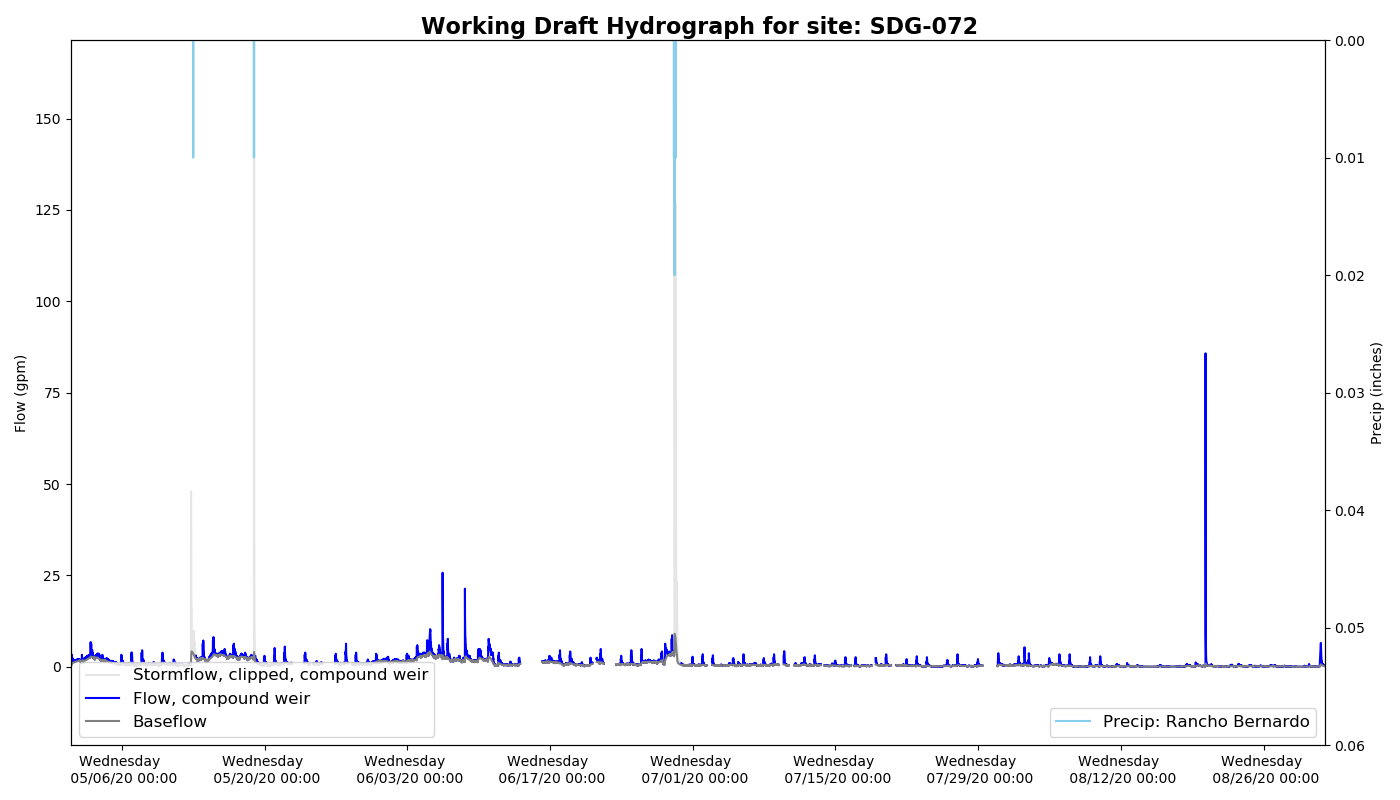 Working Draft Hydrograph for site: SDG-072
150
125
100
75
50
25
0
Flow (gpm)
0.00
0.01
0.02
0.03
0.04
0.05
0.06
Precip (inches)
Stormflow, clipped, compound weir
Flow, compound weir
Baseflow
Precip: Rancho Bernardo
Wednesday
05/06/20 00:00
Wednesday
05/20/20 00:00
Wednesday
06/03/20 00:00
Wednesday
06/17/20 00:00
Wednesday
07/01/20 00:00
Wednesday
07/15/20 00:00
Wednesday
07/29/20 00:00
Wednesday
08/12/20 00:00
Wednesday
08/26/20 00:00